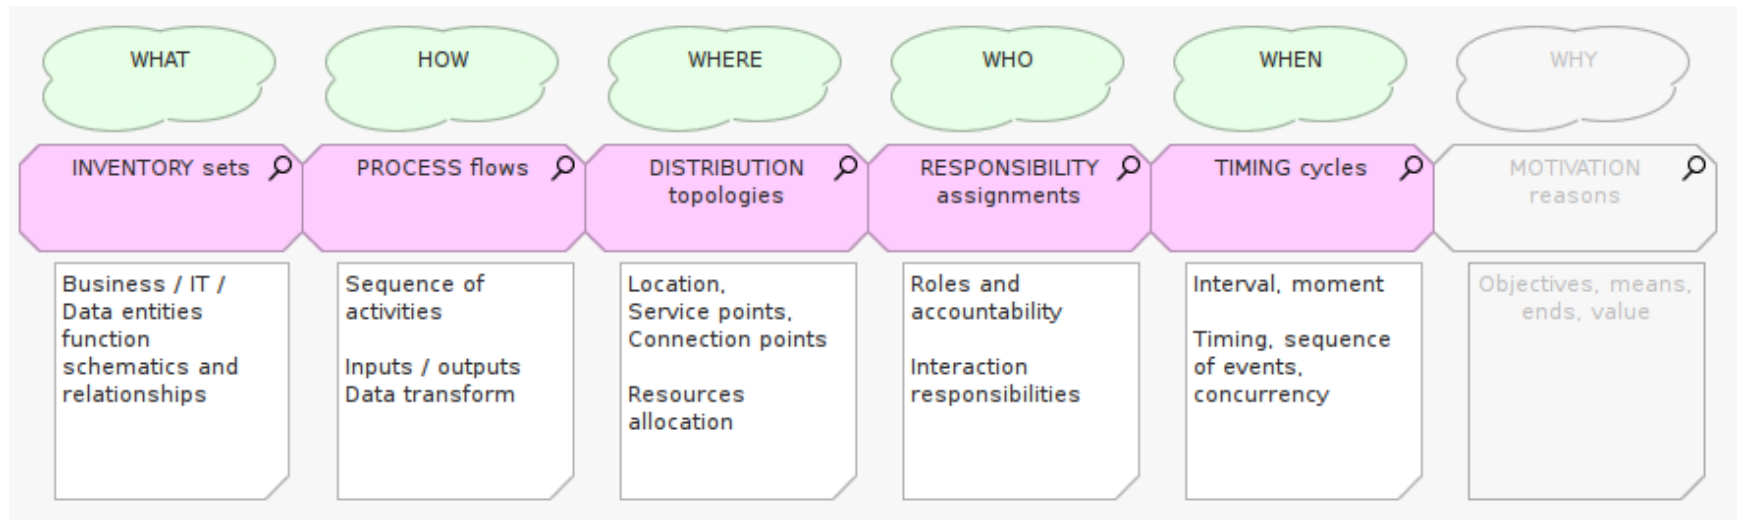 WHAT
HOW
WHERE
WHO
WHEN
WHY
INVENTORY sets
PROCESS flows
DISTRIBUTION
topologies
RESPONSIBILITY
assignments
TIMING cycles
MOTIVATION
reasons
Business / IT /
Data entities
function
schematics and
relationships
Sequence of
activities
Inputs / outputs
Data transform
Location,
Service points,
Connection points
Resources
allocation
Roles and
accountability
Interaction
responsibilities
Interval, moment
Timing, sequence
of events,
concurrency
Objectives, means,
ends, value